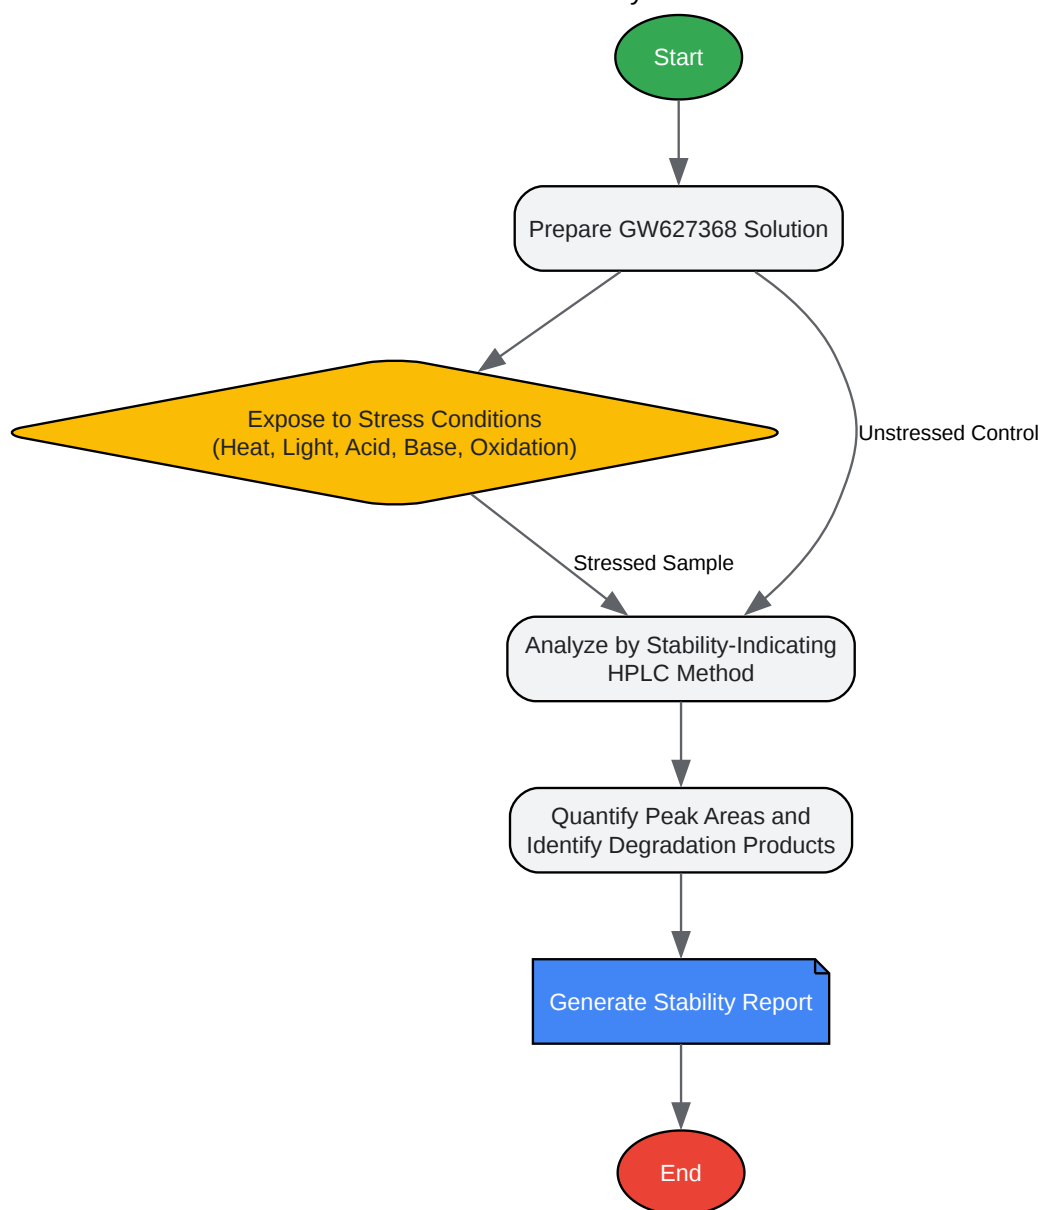 Start
Prepare GW627368 Solution
Expose to Stress Conditions
(Heat, Light, Acid, Base, Oxidation)
Unstressed Control
Stressed Sample
Analyze by Stability-Indicating
HPLC Method
Quantify Peak Areas and
Identify Degradation Products
Generate Stability Report
End